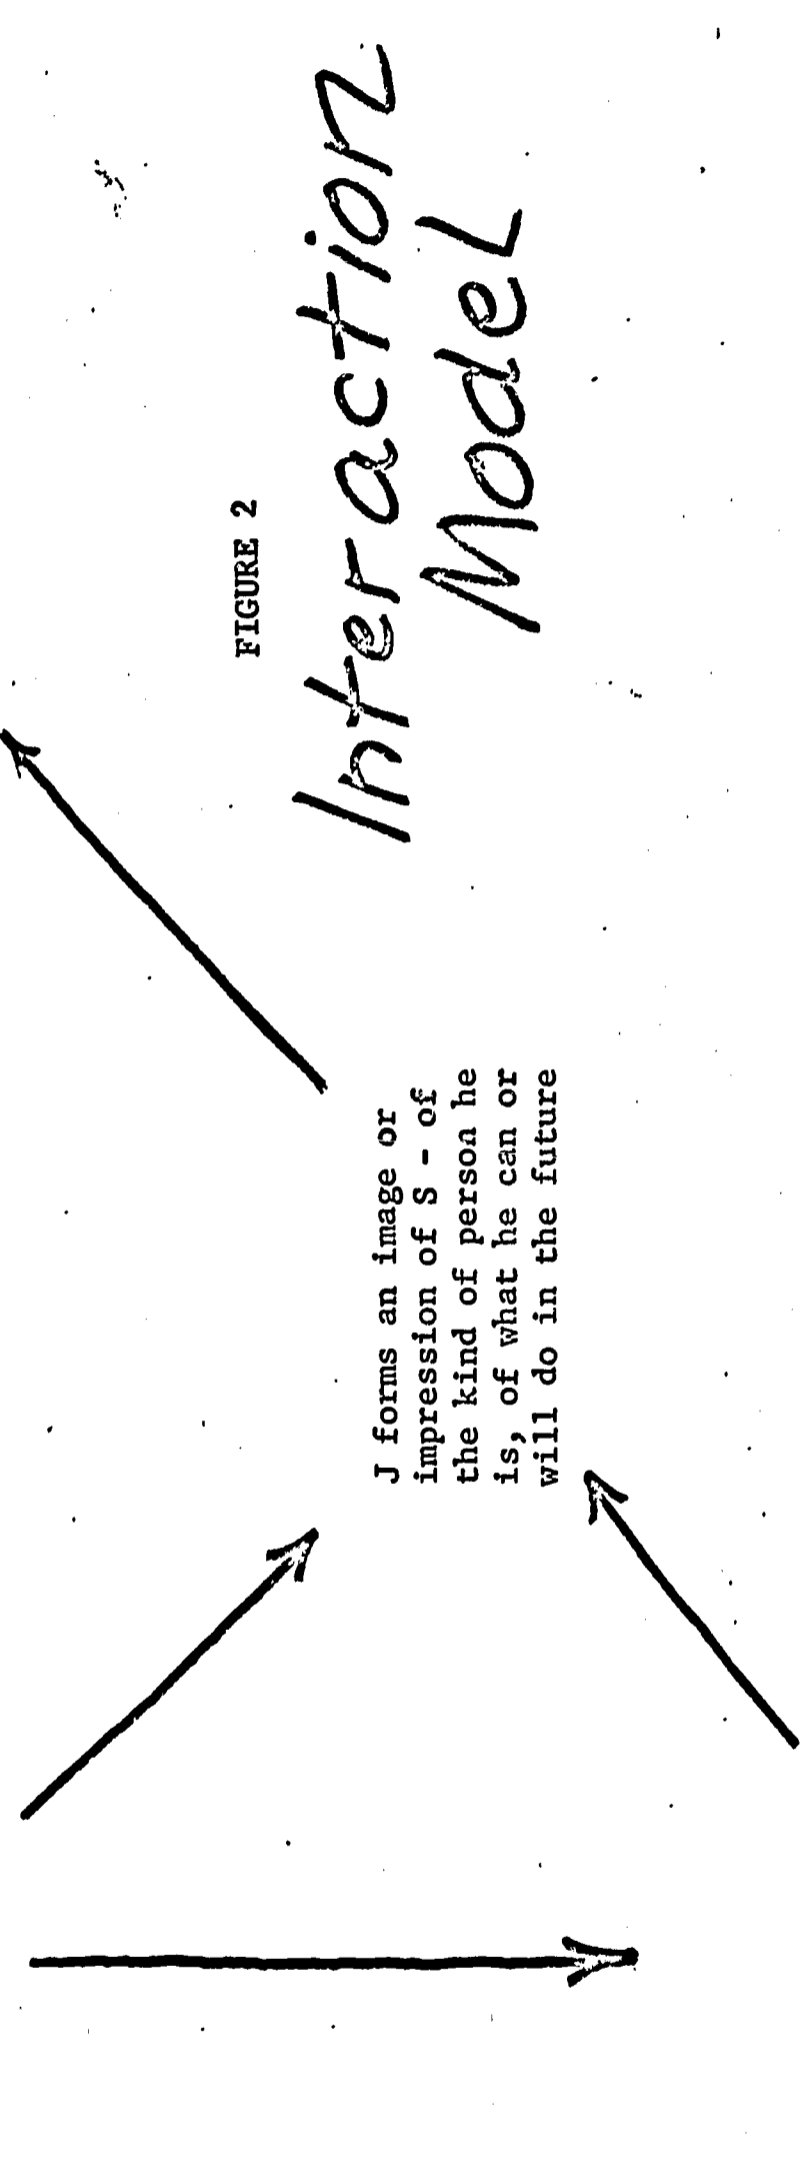 FIGURE 2
Interaction
Model
J forms an image or
impression of S - of
the kind of person he
is, of what he can or
will do in the future